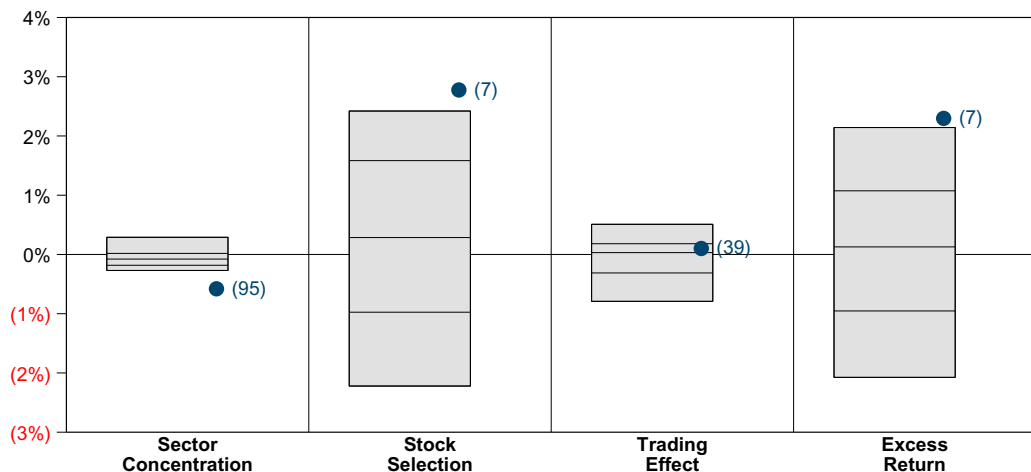 4%
3%
2%
1%
0%
(1%)
(2%)
(3%)
(95)
(7)
(39)
(7)
Sector
Concentration
Stock
Selection
Trading
Effect
Excess
Return